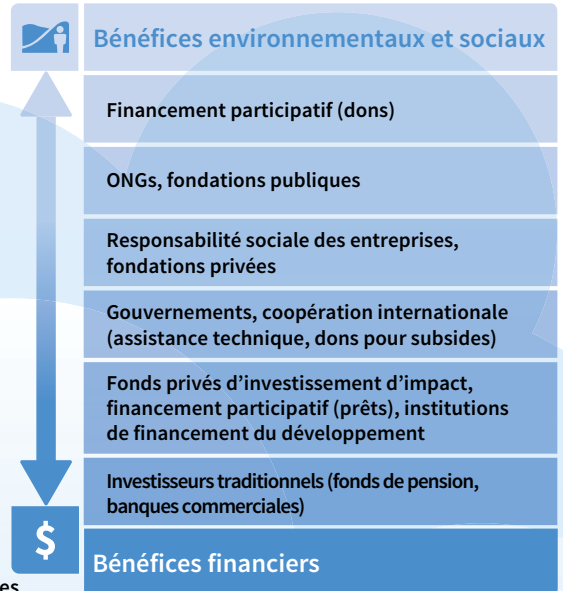 Bénéfices environnementaux et sociaux
Financement participatif (dons)
ONGs, fondations publiques
Responsabilité sociale des entreprises,
fondations privées
Gouvernements, coopération internationale
(assistance technique, dons pour subsides)
Fonds privés d’investissement d’impact,
financement participatif (prêts), institutions
de financement du développement
Investisseurs traditionnels (fonds de pension,
banques commerciales)
$
Bénéfices financiers